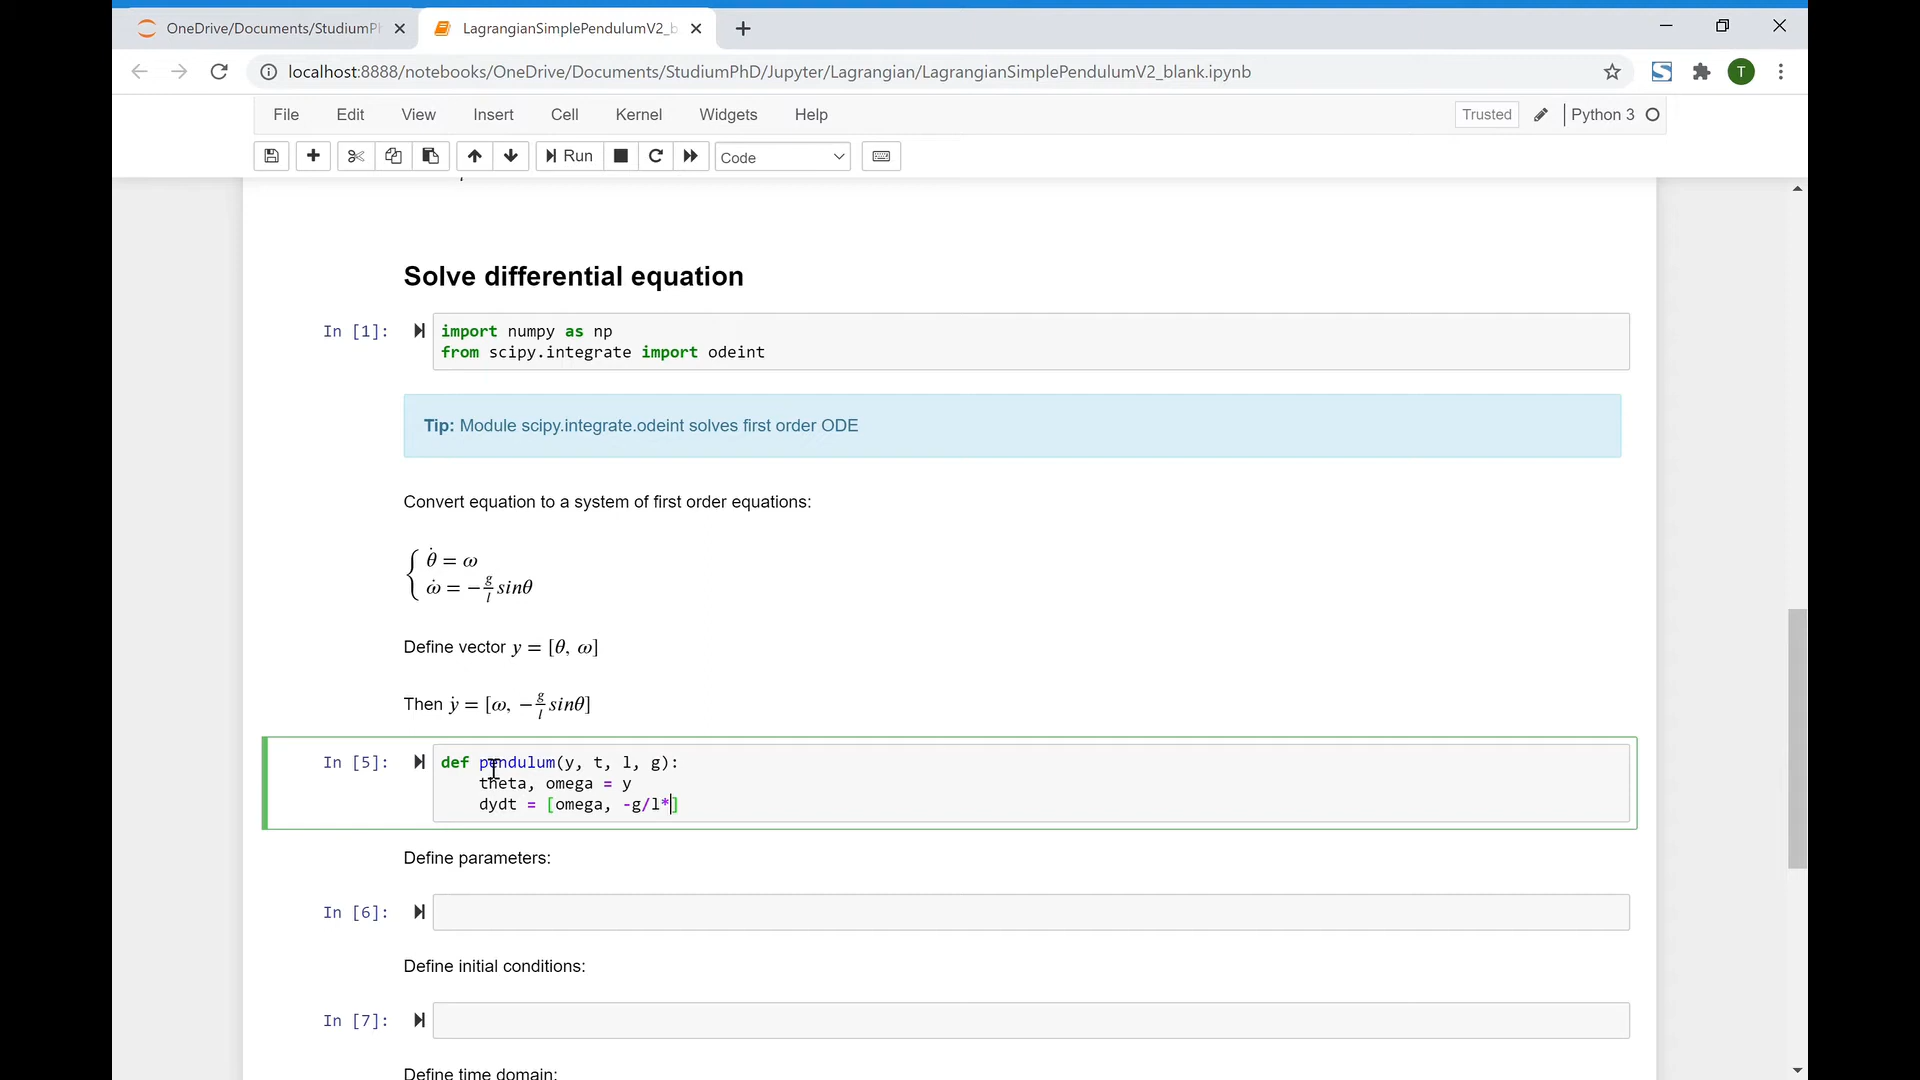 OneDrive/Documents/StudiumPh
LagrangianSimplePendulumV2_b
localhost:8888/notebooks/OneDrive/Documents/StudiumPhD/Jupyter/Lagrangian/LagrangianSimplePendulumV2_blank.ipynb
T
File Edit View Insert Cell Kernel Widgets Help
Trusted Python 3
Run Code
Solve differential equation
In [1]: import numpy as np
from scipy.integrate import odeint
Tip: Module scipy.integrate.odeint solves first order ODE
Convert equation to a system of first order equations:
θ̇ = ω
ω̇ = −g/l sinθ
Define vector y = [θ, ω]
Then ẏ = [ω, −g/l sinθ]
In [5]: def pendulum(y, t, l, g):
theta, omega = y
dydt = [omega, -g/l*]
Define parameters:
In [6]:
Define initial conditions:
In [7]:
Define time domain: